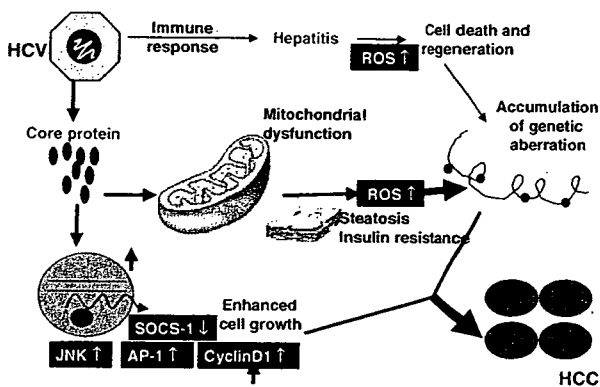 HCV
Immune
response
Hepatitis
ROS ↑
Cell death and
regeneration
Core protein
Mitochondrial
dysfunction
Accumulation
of genetic
aberration
ROS ↑
Steatosis
Insulin resistance
SOCS-1 ↓
Enhanced
cell growth
JNK ↑
AP-1 ↑
CyclinD1 ↑
HCC